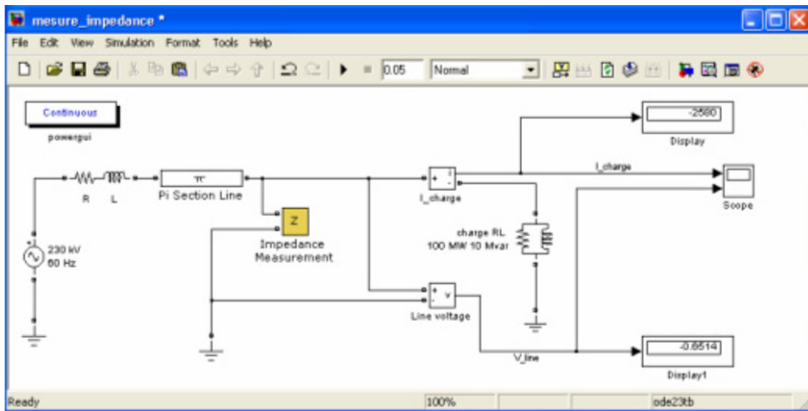 mesure_impedance *
File Edit View Simulation Format Tools Help
0.05 Normal
Continuous
powergui
R L
Pi Section Line
230 kV
60 Hz
Z
Impedance
Measurement
I_charge
-2580
Display
I_charge
Scope
charge RL
100 MW 10 Mvar
Line voltage
V_line
-0.6514
Display1
Ready 100% ode23tb